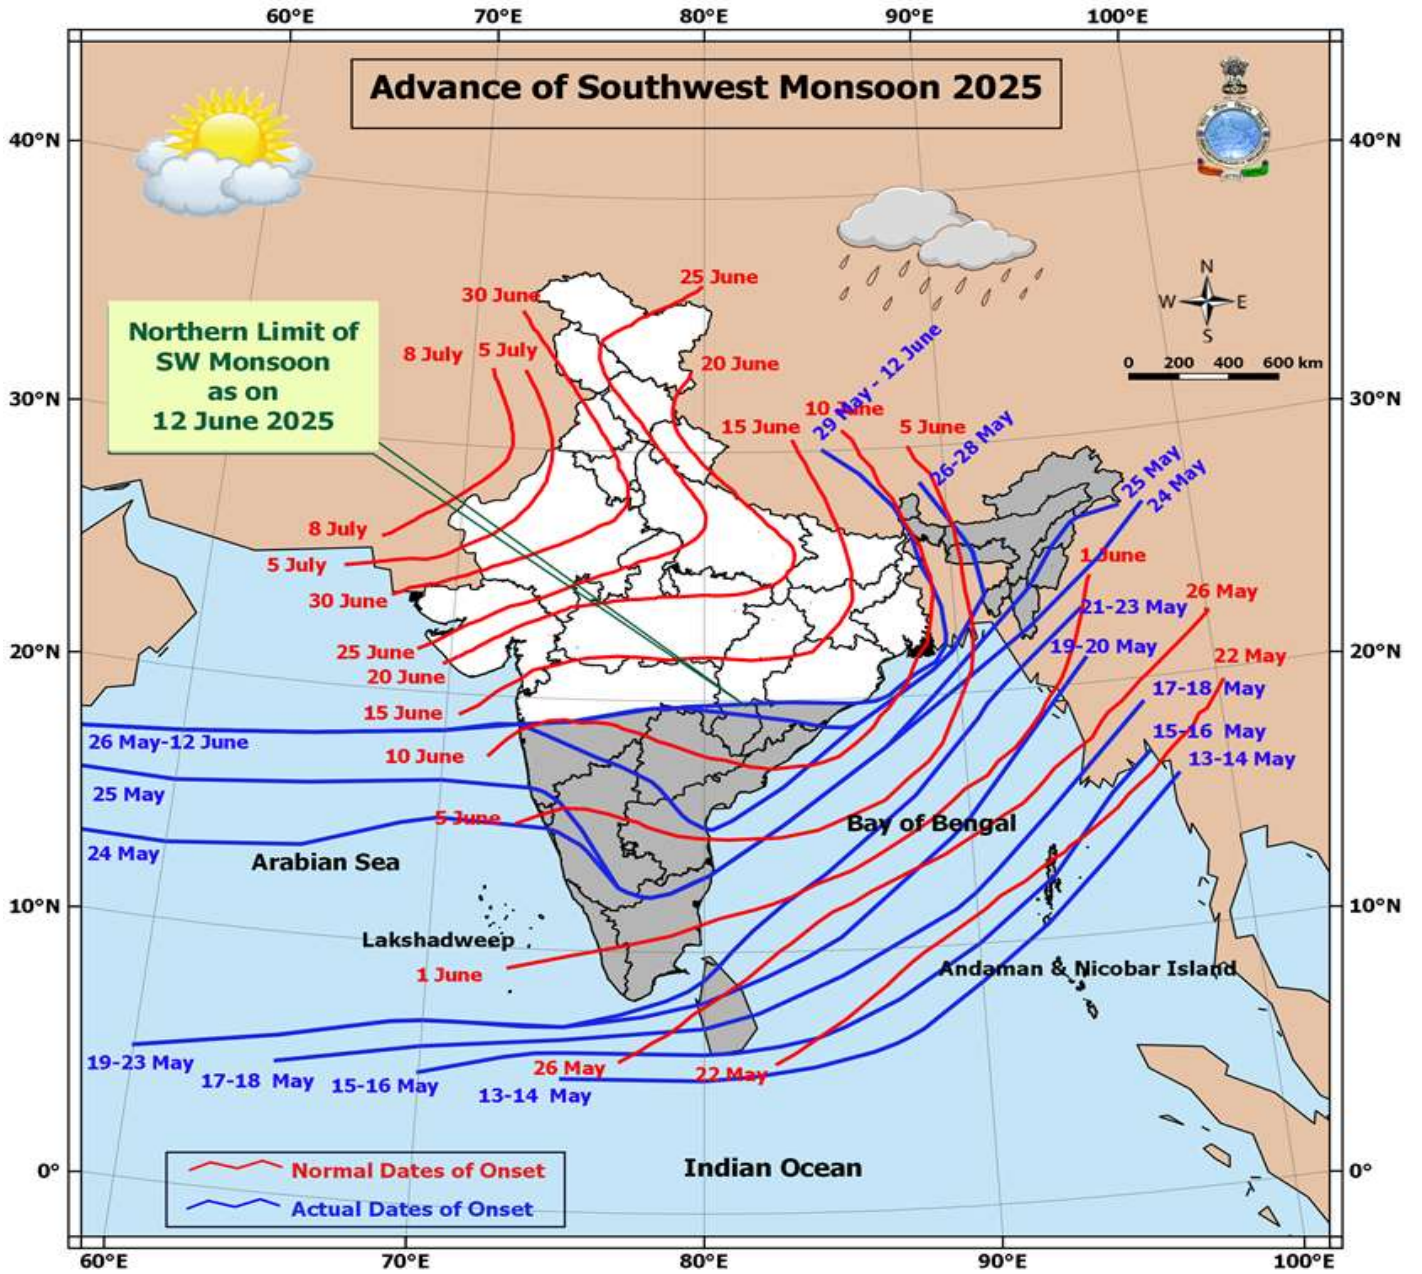 60°E 70°E 80°E 90°E 100°E
Advance of Southwest Monsoon 2025
40°N 40°N
N
W E
S
0 200 400 600 km
Northern Limit of
SW Monsoon
as on
12 June 2025
25 June
30 June
8 July 5 July
20 June
29 May - 12 June
10 June
15 June
5 June
26-28 May
30°N 30°N
25 May
24 May
8 July
5 July
30 June
1 June
26 May
21-23 May
19-20 May
20°N 20°N
25 June
20 June
22 May
17-18 May
15 June
15-16 May
26 May-12 June
10 June
13-14 May
25 May
5 June
Bay of Bengal
24 May
Arabian Sea
10°N 10°N
Lakshadweep
1 June
Andaman & Nicobar Island
19-23 May
17-18 May
15-16 May
13-14 May
26 May
22 May
0° 0°
Indian Ocean
Normal Dates of Onset
Actual Dates of Onset
60°E 70°E 80°E 90°E 100°E